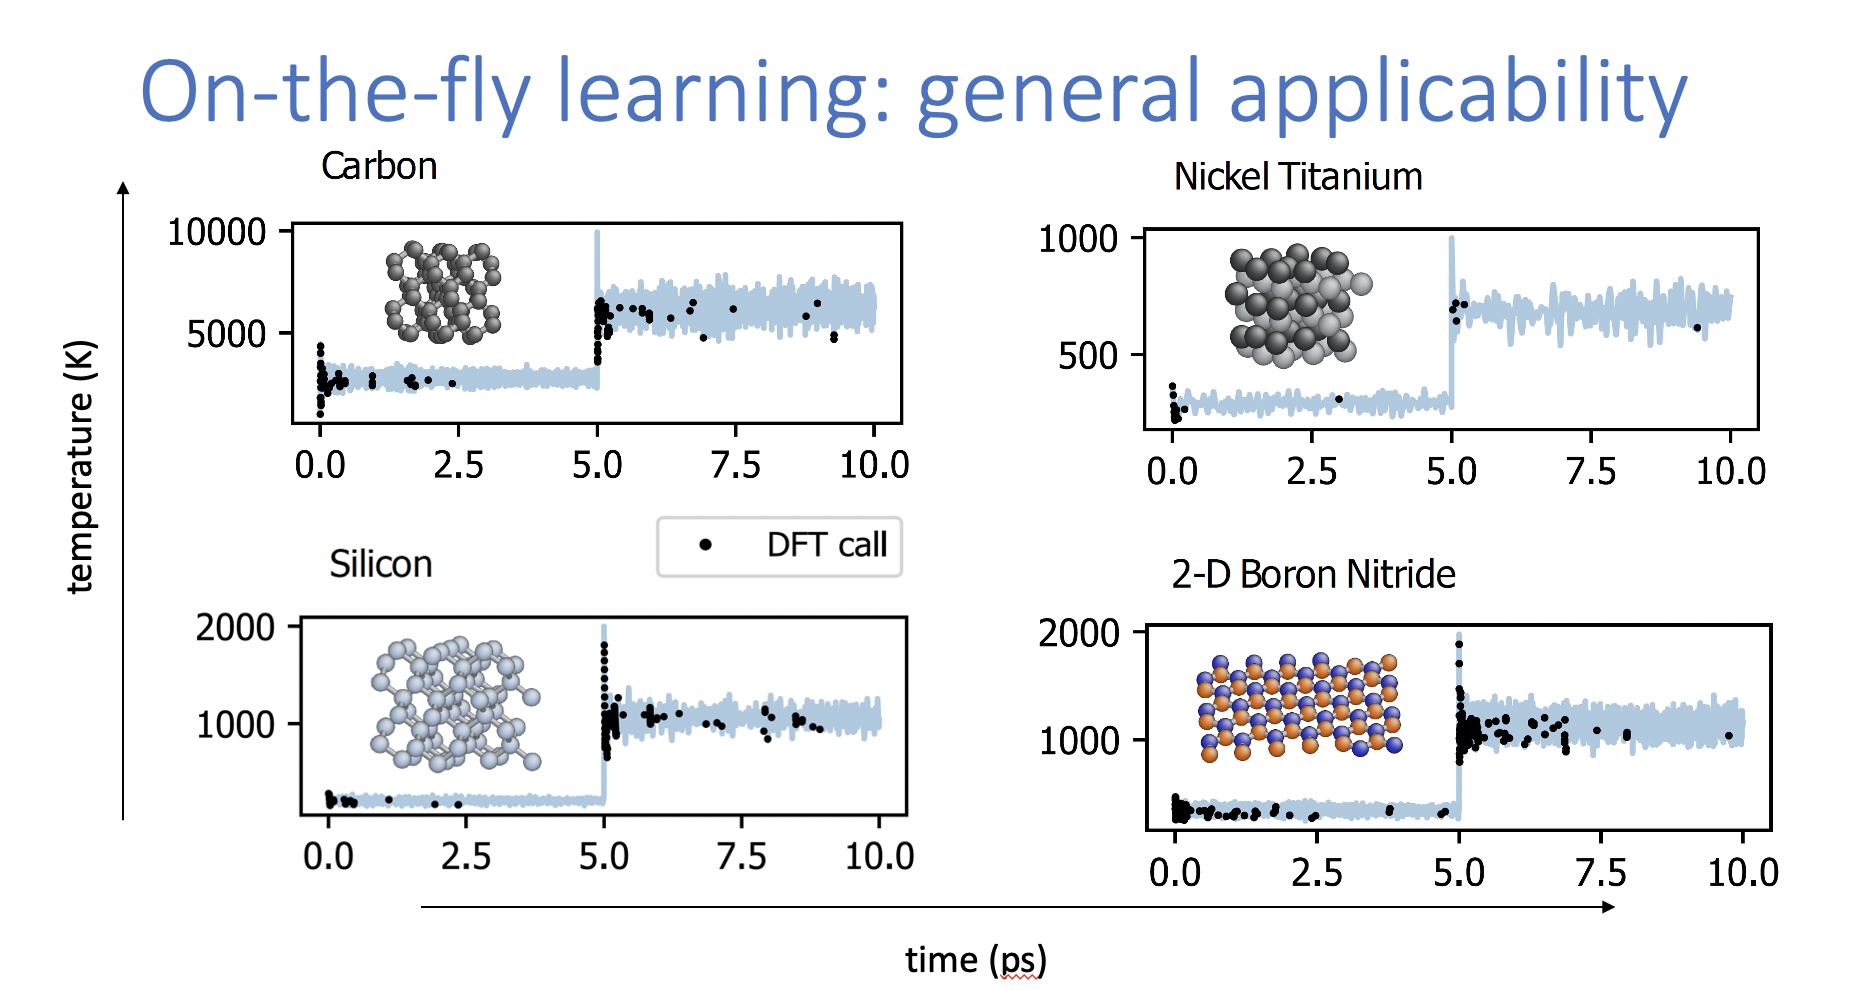 On-the-fly learning: general applicability
Carbon
10000
5000
0.0 2.5 5.0 7.5 10.0
Nickel Titanium
1000
500
0.0 2.5 5.0 7.5 10.0
temperature (K)
DFT call
Silicon
2000
1000
0.0 2.5 5.0 7.5 10.0
2-D Boron Nitride
2000
1000
0.0 2.5 5.0 7.5 10.0
time (ps)